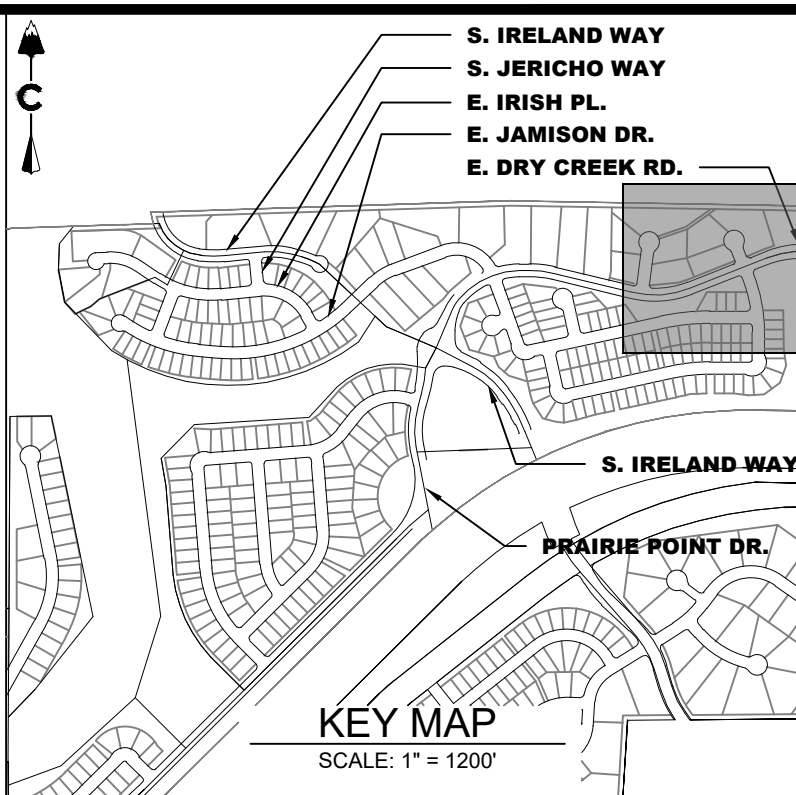 S. IRELAND WAY
S. JERICHO WAY
E. IRISH PL.
E. JAMISON DR.
E. DRY CREEK RD.
C
S. IRELAND WAY
PRAIRIE POINT DR.
KEY MAP
SCALE: 1" = 1200'